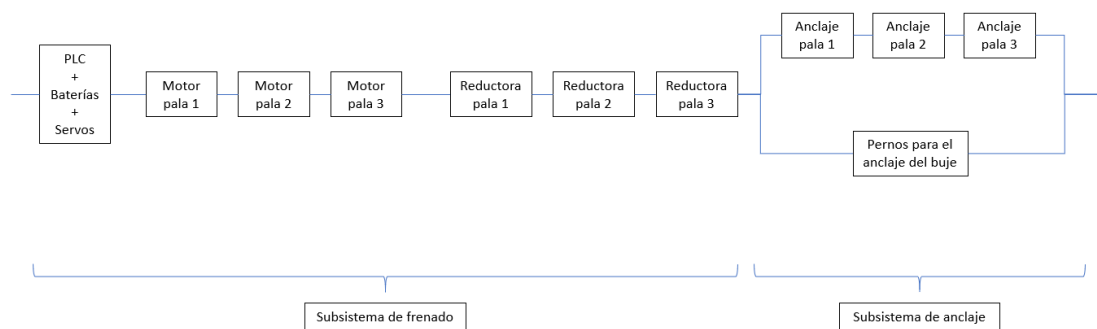 PLC
+
Baterías
+
Servos
Motor
pala 1
Motor
pala 2
Motor
pala 3
Reductora
pala 1
Reductora
pala 2
Reductora
pala 3
Anclaje
pala 1
Anclaje
pala 2
Anclaje
pala 3
Pernos para el
anclaje del buje
Subsistema de frenado
Subsistema de anclaje